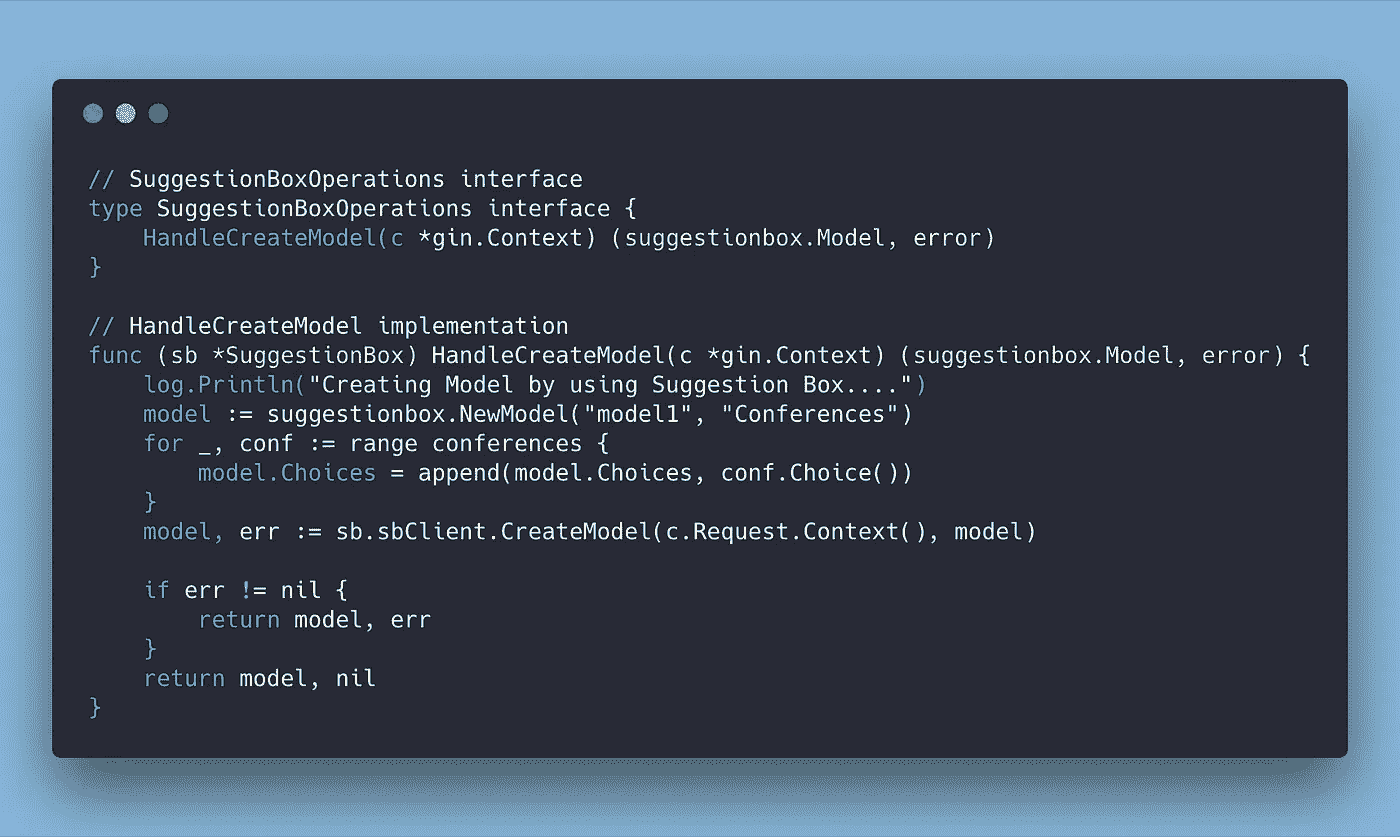 // SuggestionBoxOperations interface
type SuggestionBoxOperations interface {
    HandleCreateModel(c *gin.Context) (suggestionbox.Model, error)
}
// HandleCreateModel implementation
func (sb *SuggestionBox) HandleCreateModel(c *gin.Context) (suggestionbox.Model, error) {
    log.Println("Creating Model by using Suggestion Box....")
    model := suggestionbox.NewModel("model1", "Conferences")
    for _, conf := range conferences {
        model.Choices = append(model.Choices, conf.Choice())
    }
    model, err := sb.sbClient.CreateModel(c.Request.Context(), model)
    if err != nil {
        return model, err
    }
    return model, nil
}